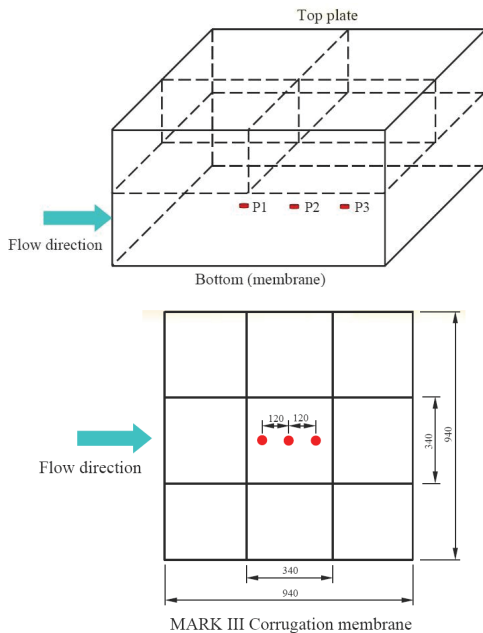 Top plate
P1
P2
P3
Flow direction
Bottom (membrane)
120
120
Flow direction
340
940
340
940
MARK III Corrugation membrane